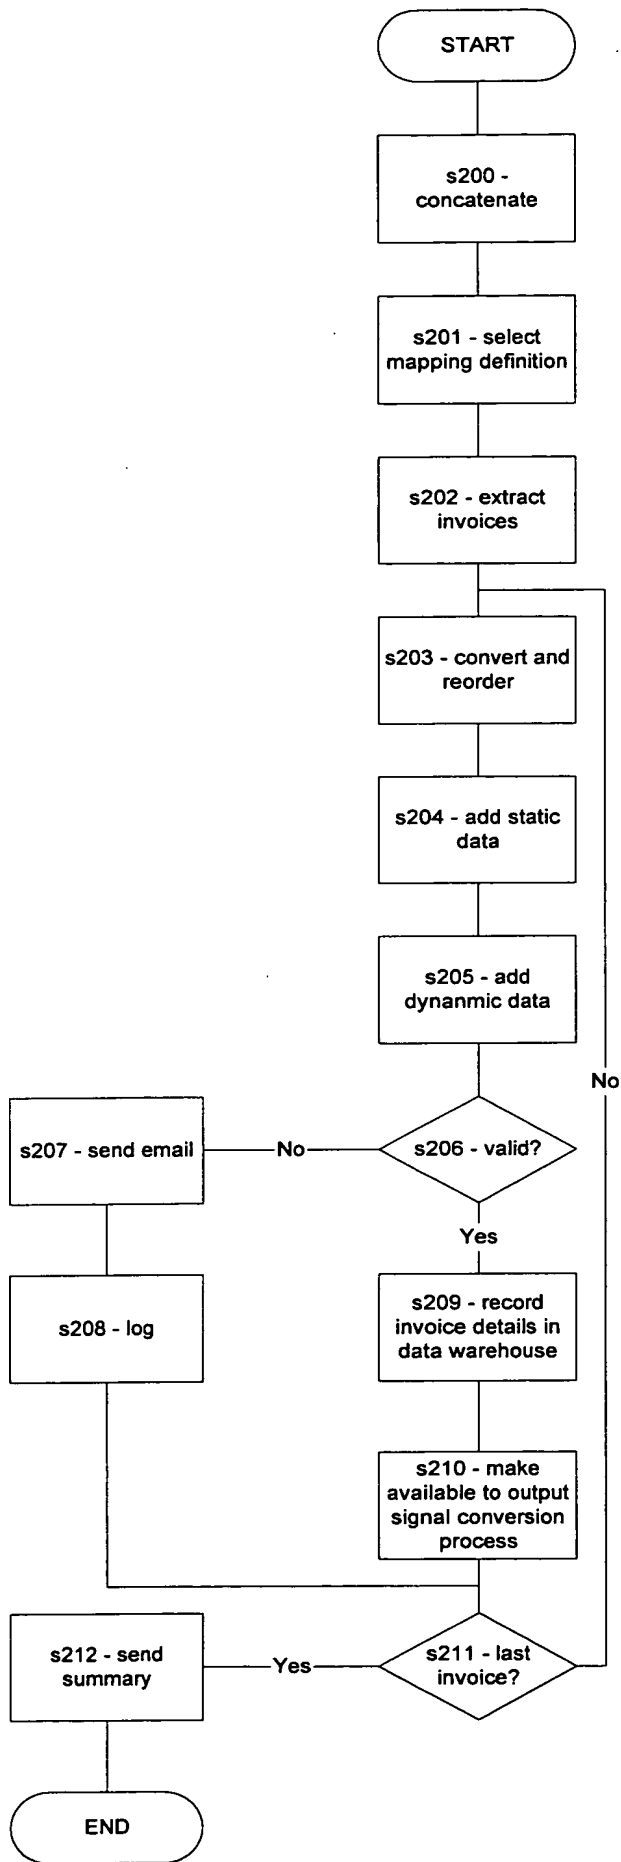 START
s200 -
concatenate
s201 - select
mapping definition
s202 - extract
invoices
s203 - convert and
reorder
s204 - add static
data
s205 - add
dynanmic data
No
s206 - valid?
No
s207 - send email
Yes
s208 - log
s209 - record
invoice details in
data warehouse
s210 - make
available to output
signal conversion
process
s211 - last
invoice?
Yes
s212 - send
summary
END